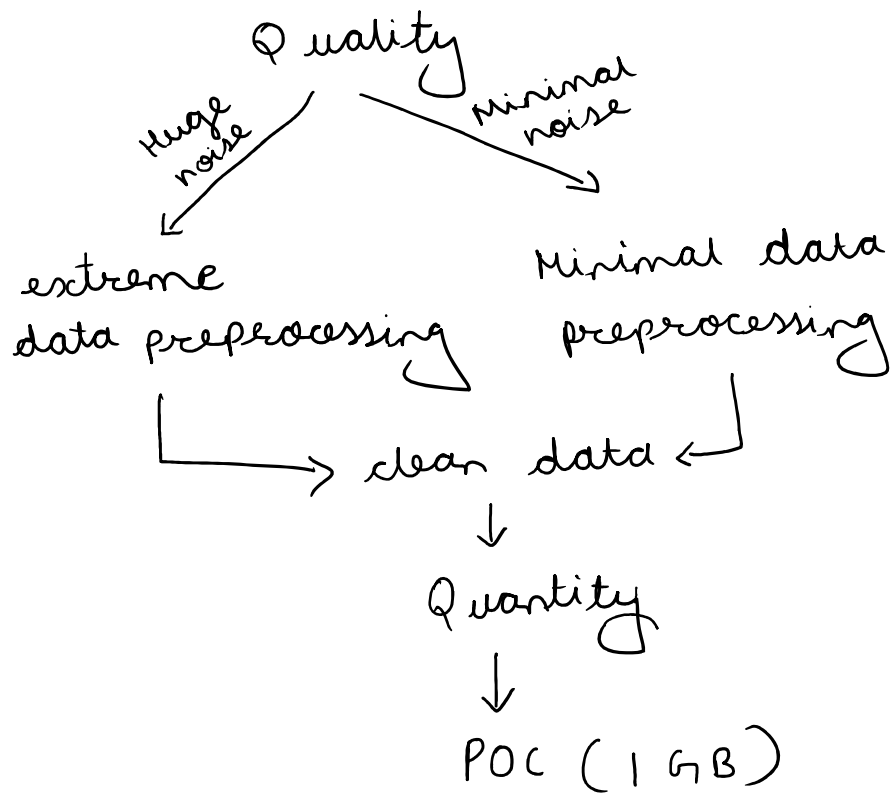 Quality
Huge
noise
Minimal
noise
extreme
data preprocessing
Minimal data
preprocessing
clean data
Quantity
POC (1 GB)